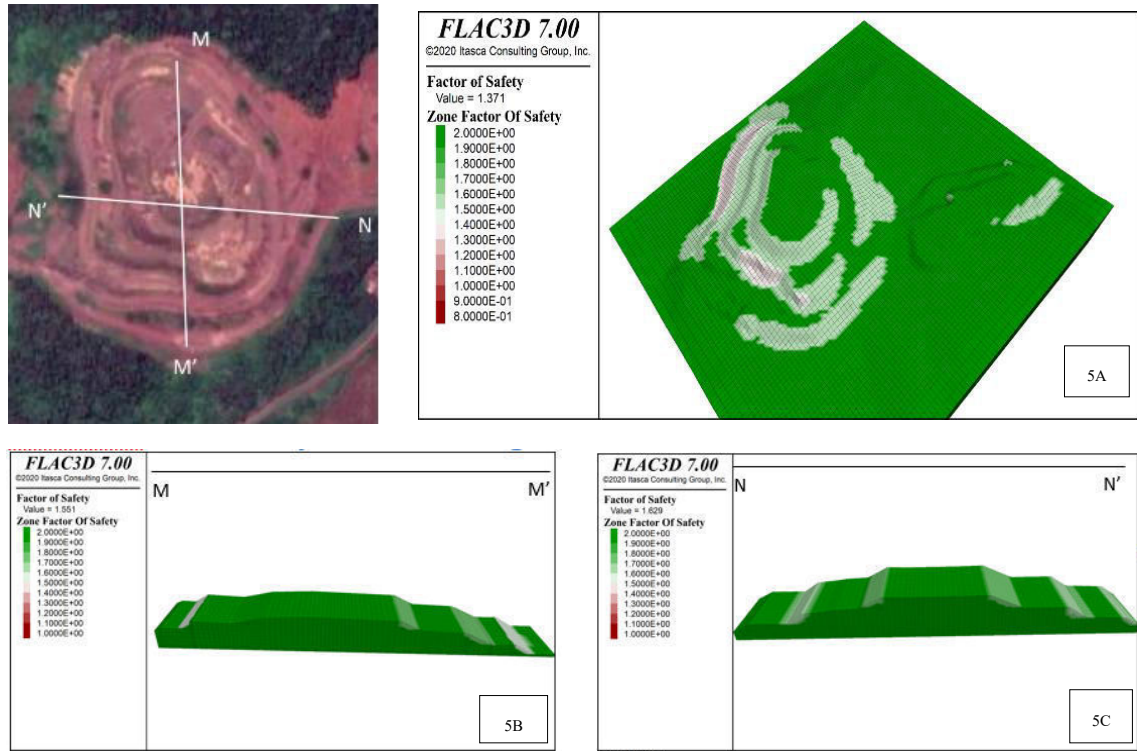 M
N'
N
M'
FLAC3D 7.00
©2020 Itasca Consulting Group, Inc.
Factor of Safety
Value = 1.371
Zone Factor Of Safety
2.0000E+00
1.9000E+00
1.8000E+00
1.7000E+00
1.6000E+00
1.5000E+00
1.4000E+00
1.3000E+00
1.2000E+00
1.1000E+00
1.0000E+00
9.0000E-01
8.0000E-01
5A
FLAC3D 7.00
©2020 Itasca Consulting Group, Inc.
Factor of Safety
Value = 1.551
Zone Factor Of Safety
2.0000E+00
1.9000E+00
1.8000E+00
1.7000E+00
1.6000E+00
1.5000E+00
1.4000E+00
1.3000E+00
1.2000E+00
1.1000E+00
1.0000E+00
M
M'
5B
FLAC3D 7.00
©2020 Itasca Consulting Group, Inc.
Factor of Safety
Value = 1.629
Zone Factor Of Safety
2.0000E+00
1.9000E+00
1.8000E+00
1.7000E+00
1.6000E+00
1.5000E+00
1.4000E+00
1.3000E+00
1.2000E+00
1.1000E+00
1.0000E+00
N
N'
5C